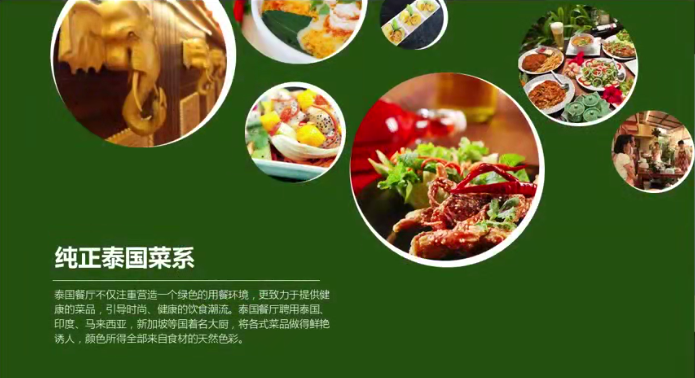 纯正泰国菜系
泰国餐厅不仅注重营造一个绿色的用餐环境，更致力于提供健
康的菜品，引导时尚、健康的饮食潮流。泰国餐厅聘用泰国、
印度、马来西亚，新加坡等国着名大厨，将各式菜品做得鲜艳
诱人，颜色所得全部来自食材的天然色彩。